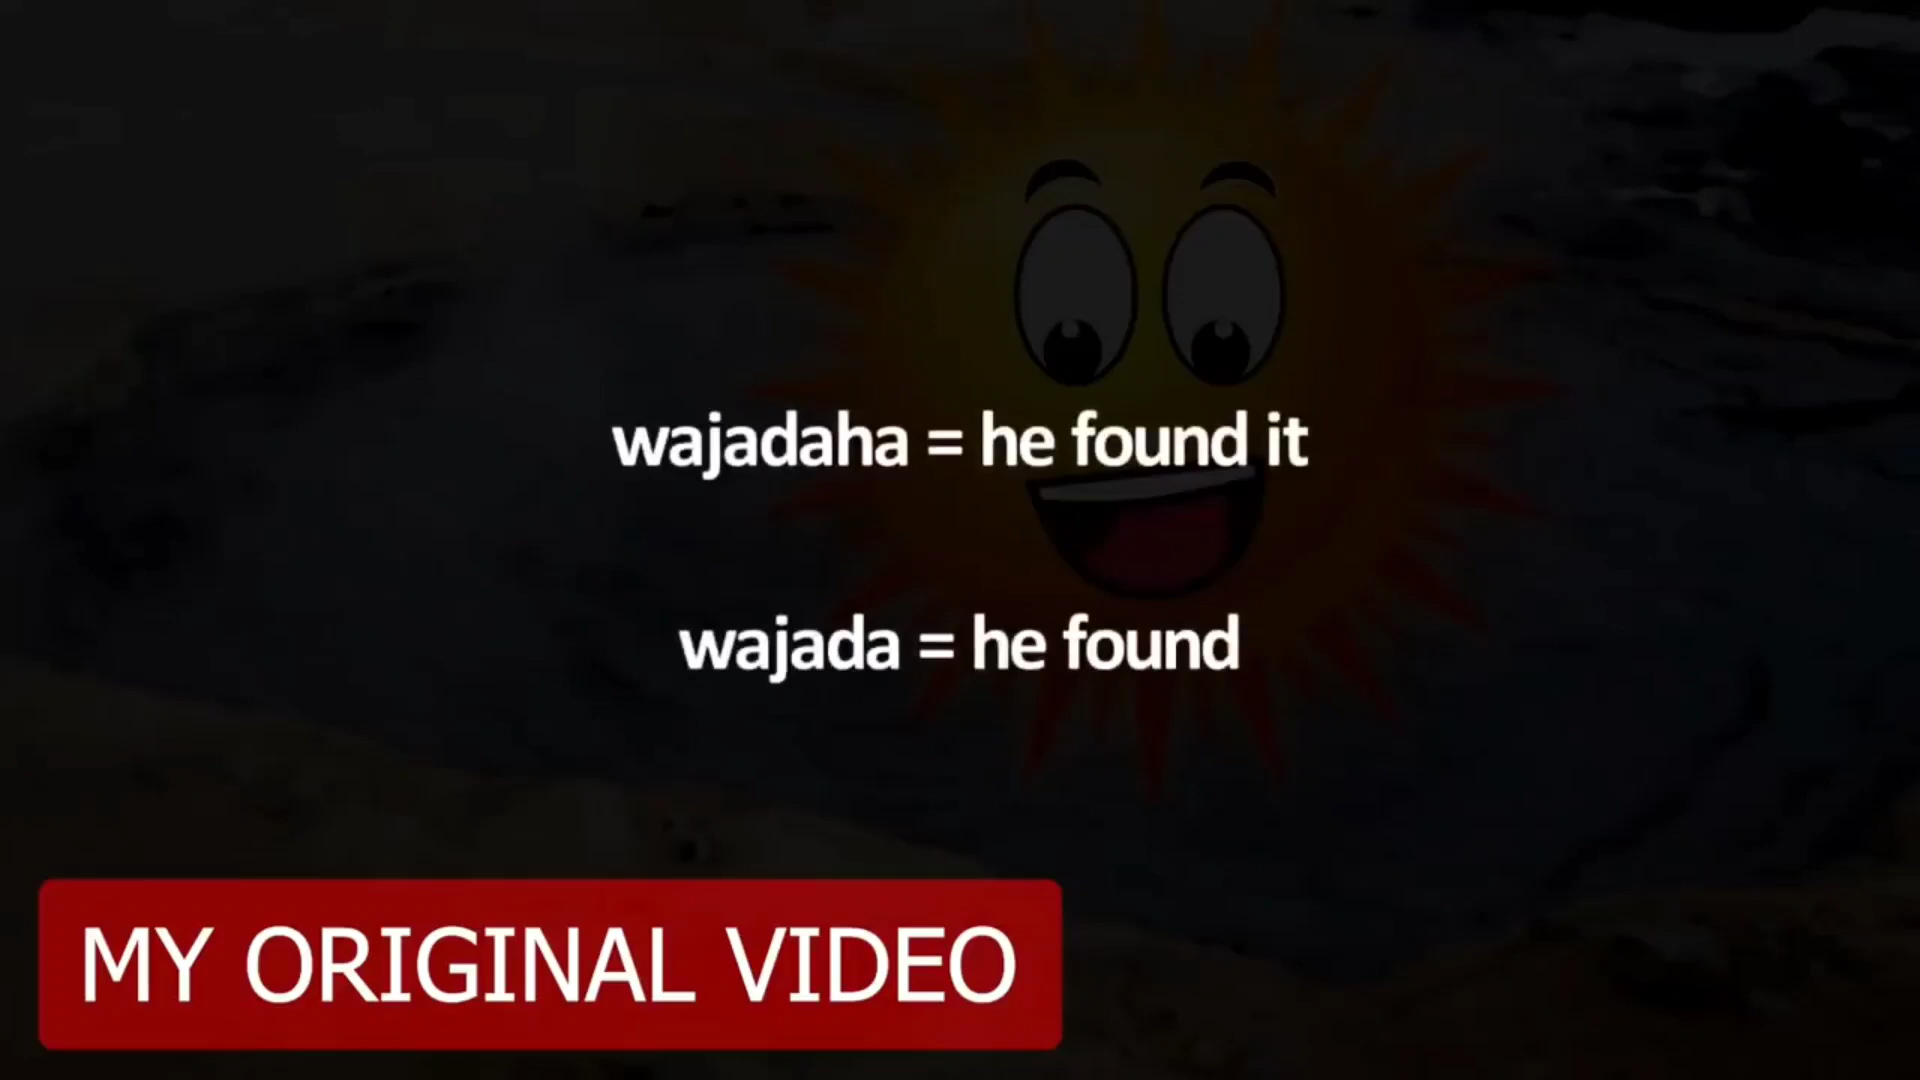 wajadaha = he found it
wajada = he found
MY ORIGINAL VIDEO